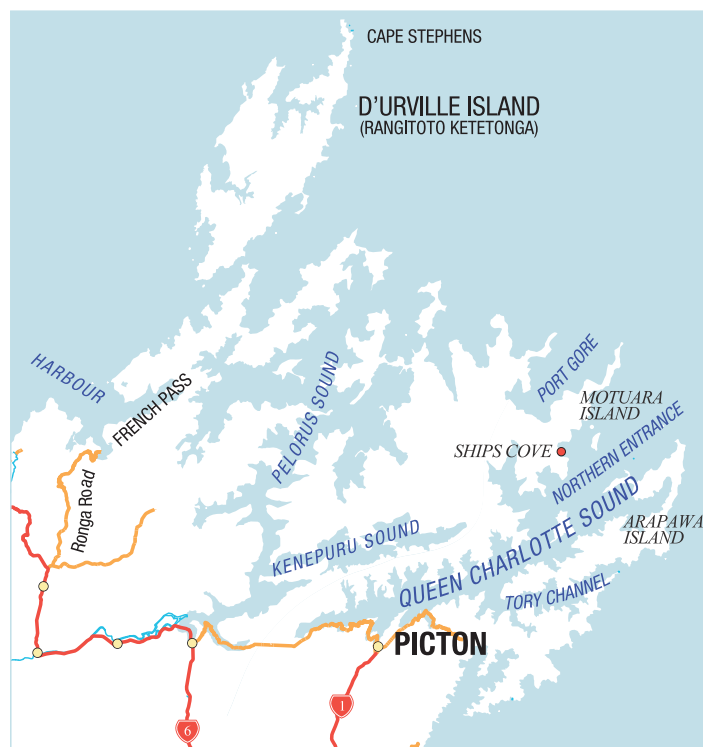 CAPE STEPHENS
D'URVILLE ISLAND
(RANGITOTO KETETONGA)
HARBOUR
FRENCH PASS
PELORUS SOUND
PORT GORE
MOTUARA
ISLAND
SHIPS COVE
NORTHERN ENTRANCE
Ronga Road
KENEPURU SOUND
QUEEN CHARLOTTE SOUND
ARAPAWA
ISLAND
TORY CHANNEL
PICTON
1
6